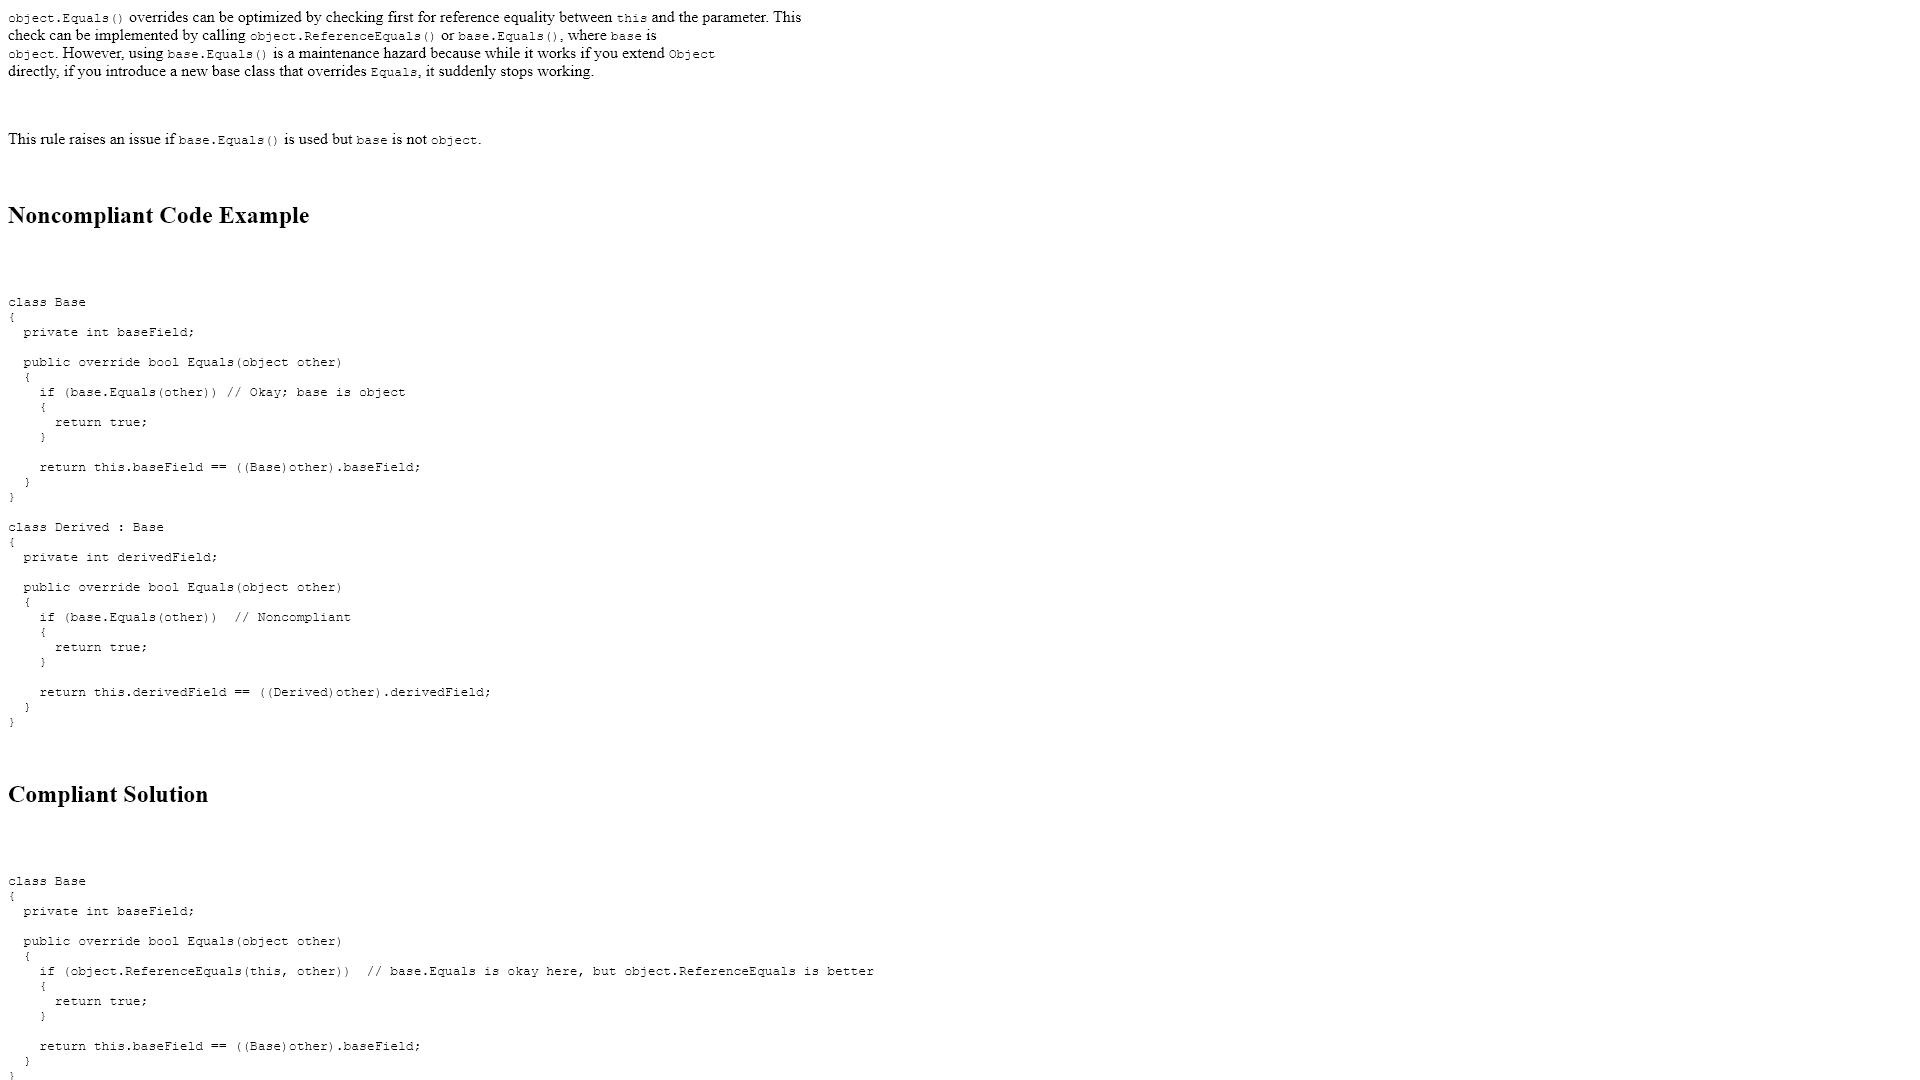 object.Equals() overrides can be optimized by checking first for reference equality between this and the parameter. This
check can be implemented by calling object.ReferenceEquals() or base.Equals(), where base is
object. However, using base.Equals() is a maintenance hazard because while it works if you extend Object
directly, if you introduce a new base class that overrides Equals, it suddenly stops working.
This rule raises an issue if base.Equals() is used but base is not object.
Noncompliant Code Example
class Base
{
  private int baseField;
  public override bool Equals(object other)
  {
    if (base.Equals(other)) // Okay; base is object
    {
      return true;
    }
    return this.baseField == ((Base)other).baseField;
  }
}
class Derived : Base
{
  private int derivedField;
  public override bool Equals(object other)
  {
    if (base.Equals(other))  // Noncompliant
    {
      return true;
    }
    return this.derivedField == ((Derived)other).derivedField;
  }
}
Compliant Solution
class Base
{
  private int baseField;
  public override bool Equals(object other)
  {
    if (object.ReferenceEquals(this, other))  // base.Equals is okay here, but object.ReferenceEquals is better
    {
      return true;
    }
    return this.baseField == ((Base)other).baseField;
  }
}